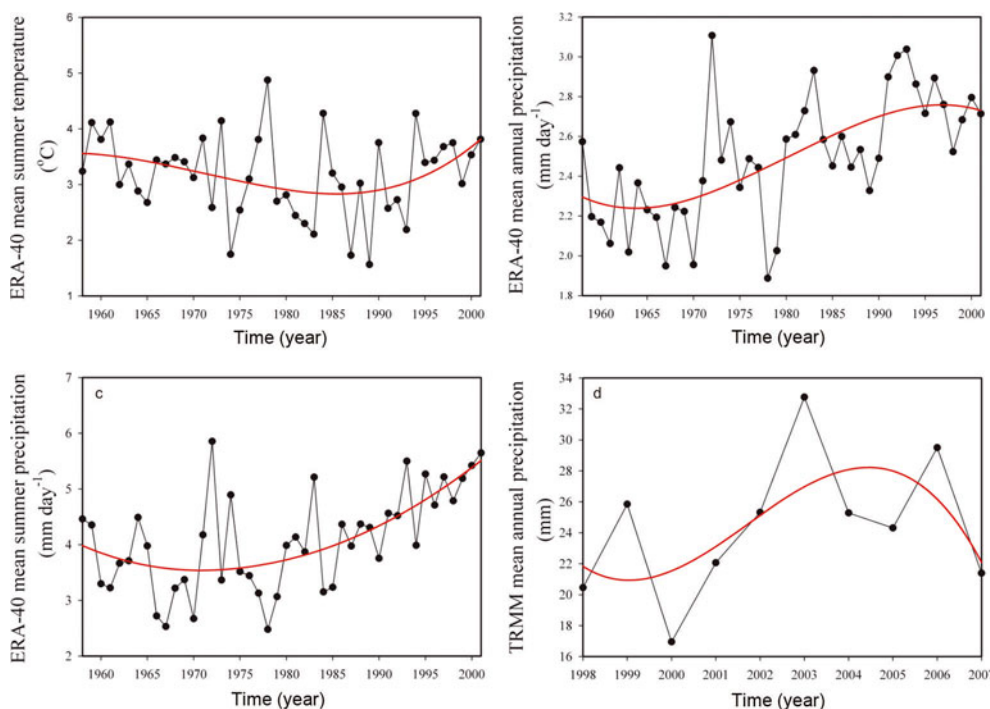 ERA-40 mean summer temperature
(°C)
6
5
4
3
2
1
1960 1965 1970 1975 1980 1985 1990 1995 2000
Time (year)
ERA-40 mean annual precipitation
(mm day-1)
3.2
3.0
2.8
2.6
2.4
2.2
2.0
1.8
1960 1965 1970 1975 1980 1985 1990 1995 2000
Time (year)
ERA-40 mean summer precipitation
(mm day-1)
c
7
6
5
4
3
2
1960 1965 1970 1975 1980 1985 1990 1995 2000
Time (year)
TRMM mean annual precipitation
(mm)
d
34
32
30
28
26
24
22
20
18
16
1998 1999 2000 2001 2002 2003 2004 2005 2006 2007
Time (year)